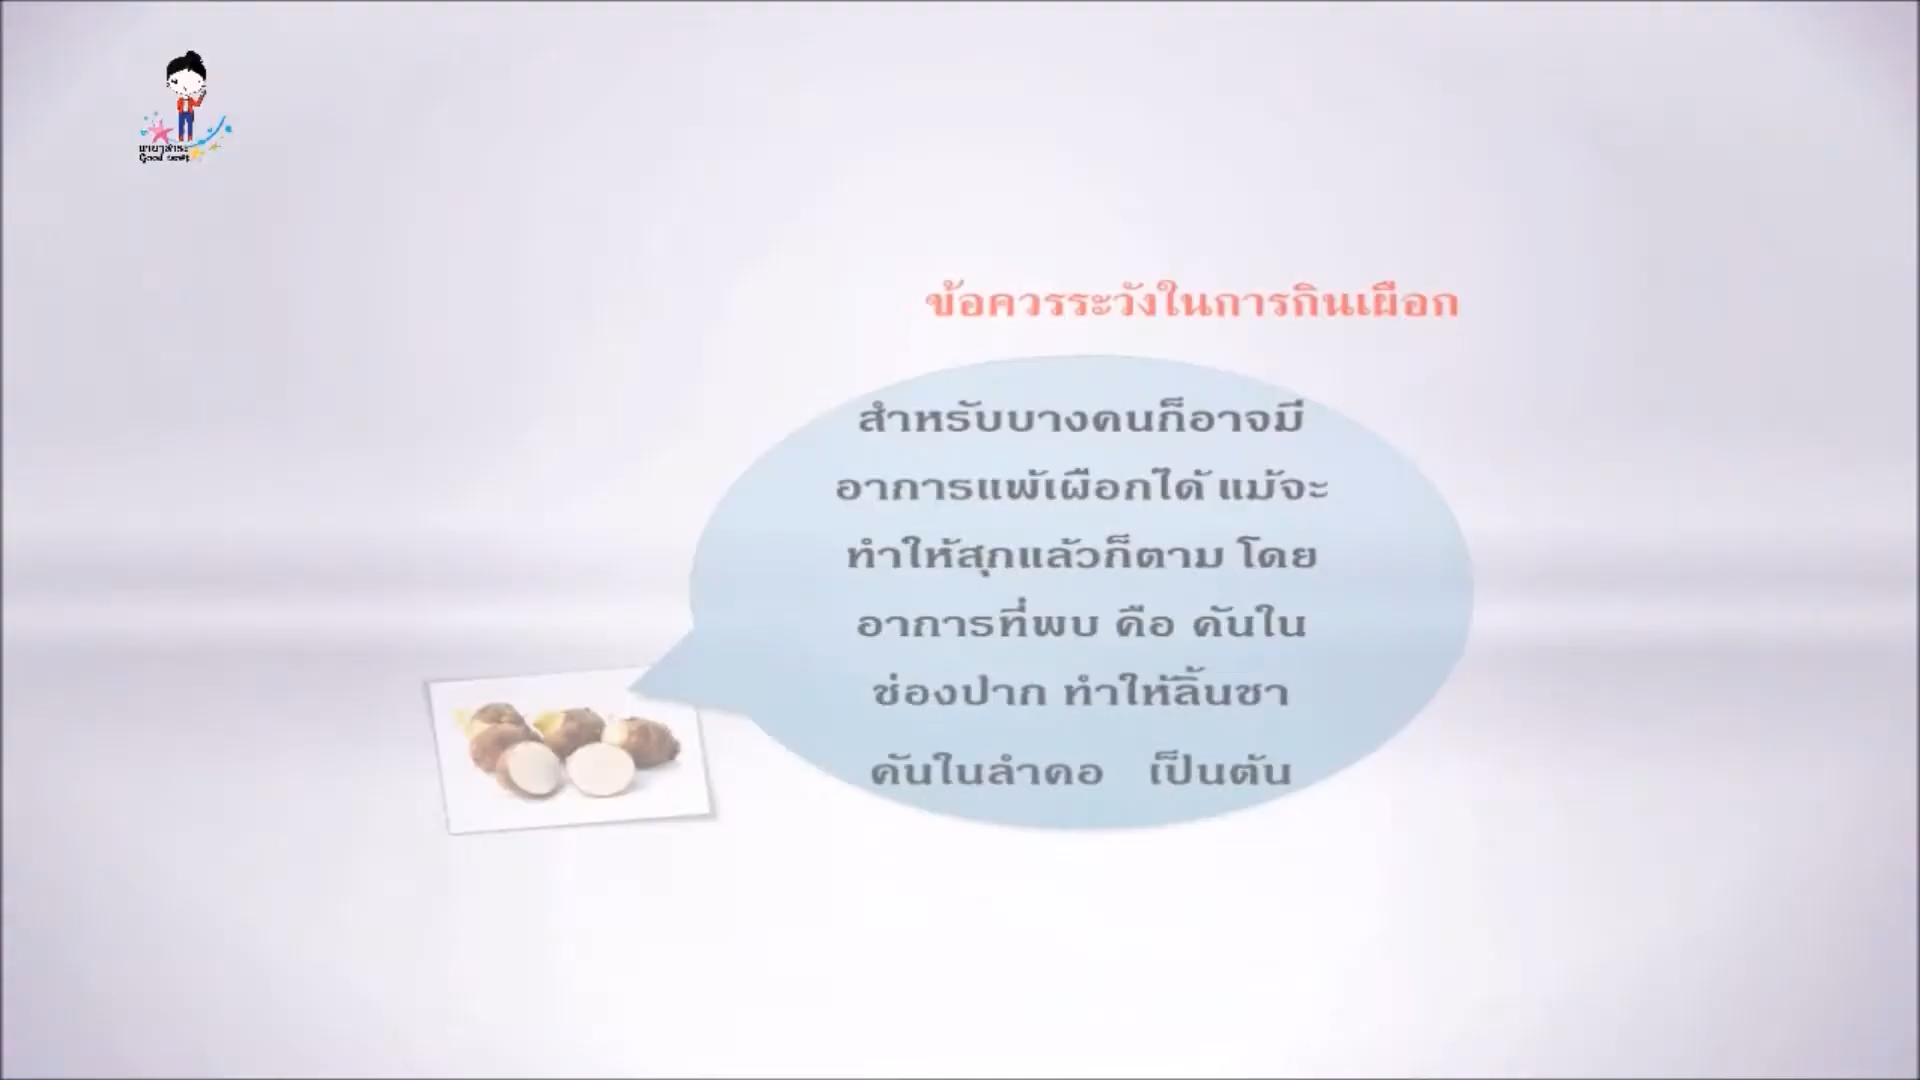 ข้อควรระวังในการกินเผือก
สำหรับบางคนก็อาจมี
อาการแพ้เผือกได้ แม้จะ
ทำให้สุกแล้วก็ตาม โดย
อาการที่พบ คือ คันใน
ช่องปาก ทำให้ลิ้นชา
คันในลำคอ เป็นต้น